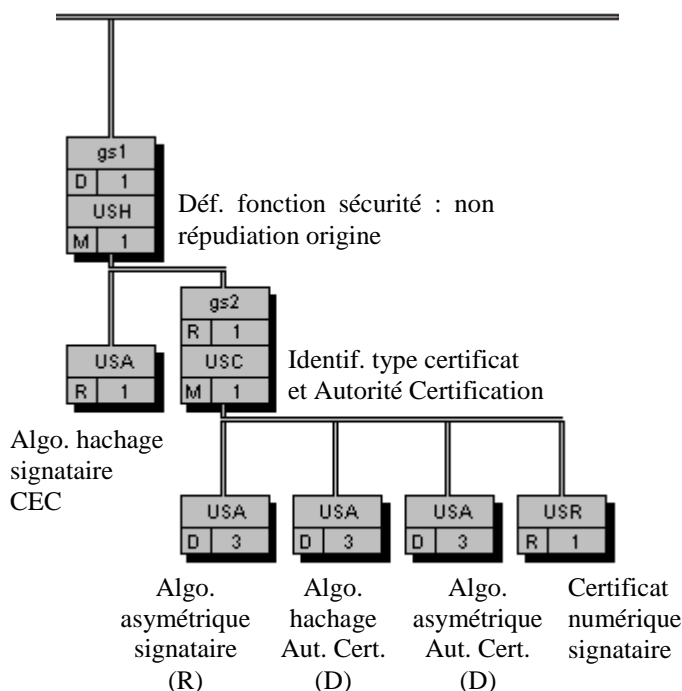 gs1
D 1
USH
M 1
Déf. fonction sécurité : non
répudiation origine
gs2
R 1
USC
M 1
Identif. type certificat
et Autorité Certification
USA
R 1
Algo. hachage
signataire
CEC
USA
D 3
Algo.
asymétrique
signataire
(R)
USA
D 3
Algo.
hachage
Aut. Cert.
(D)
USA
D 3
Algo.
asymétrique
Aut. Cert.
(D)
USR
R 1
Certificat
numérique
signataire